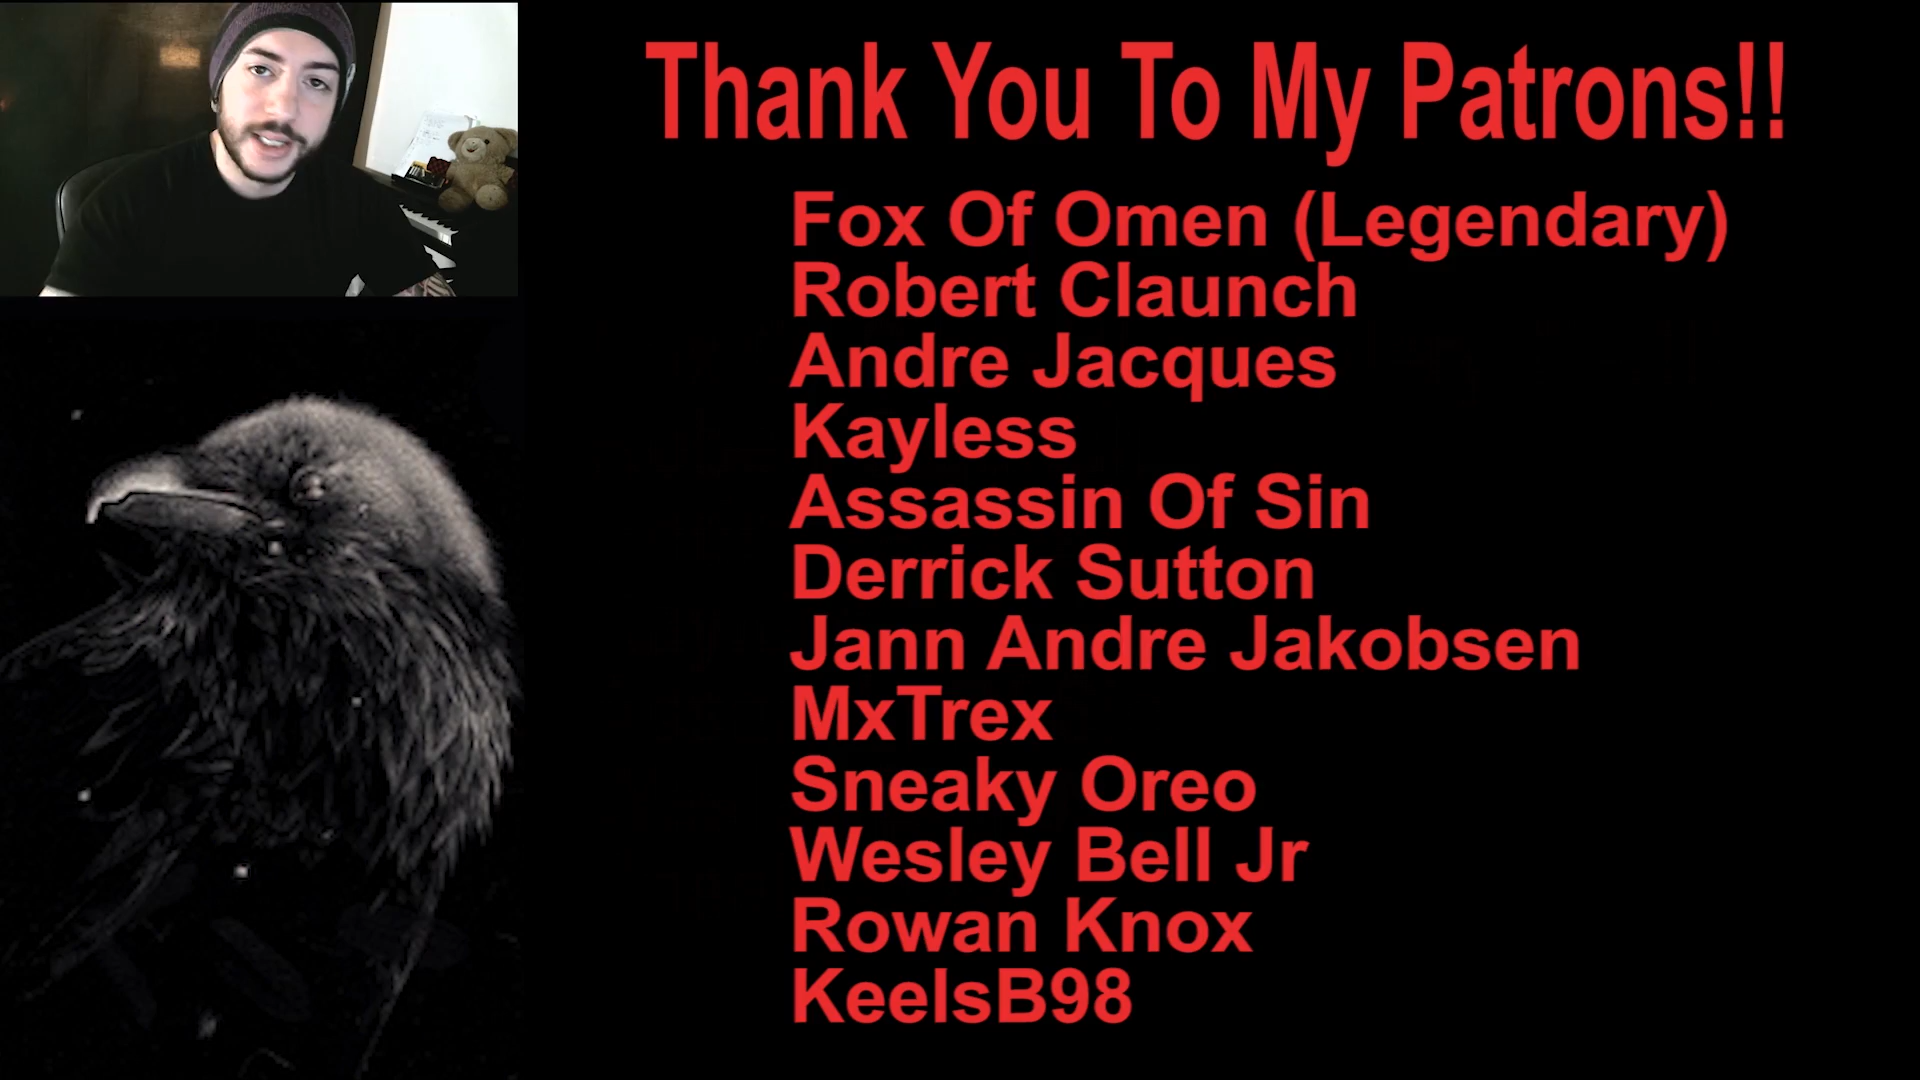 Thank You To My Patrons!!
Fox Of Omen (Legendary)
Robert Claunch
Andre Jacques
Kayless
Assassin Of Sin
Derrick Sutton
Jann Andre Jakobsen
MxTrex
Sneaky Oreo
Wesley Bell Jr
Rowan Knox
KeelsB98